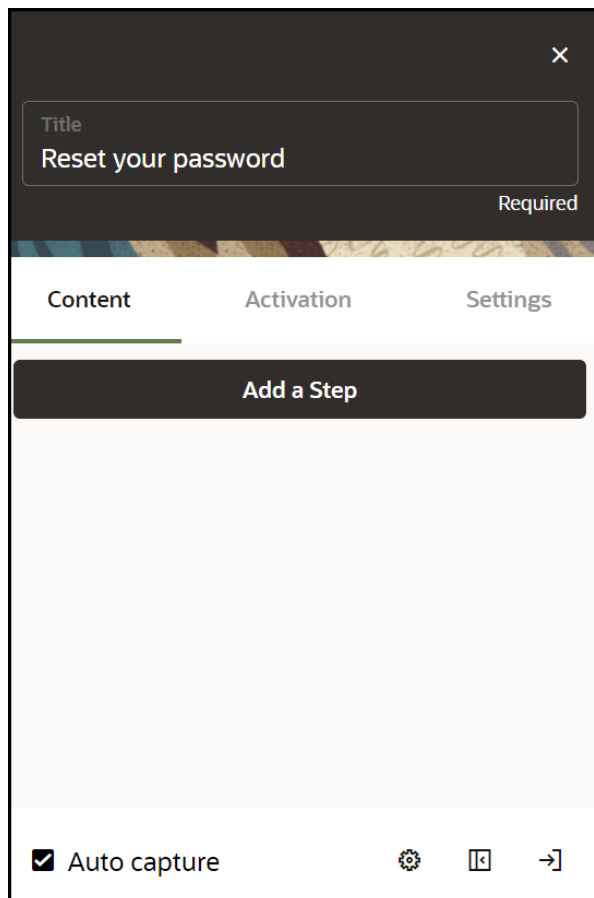 Title
Reset your password
Required
Content Activation Settings
Add a Step
Auto capture